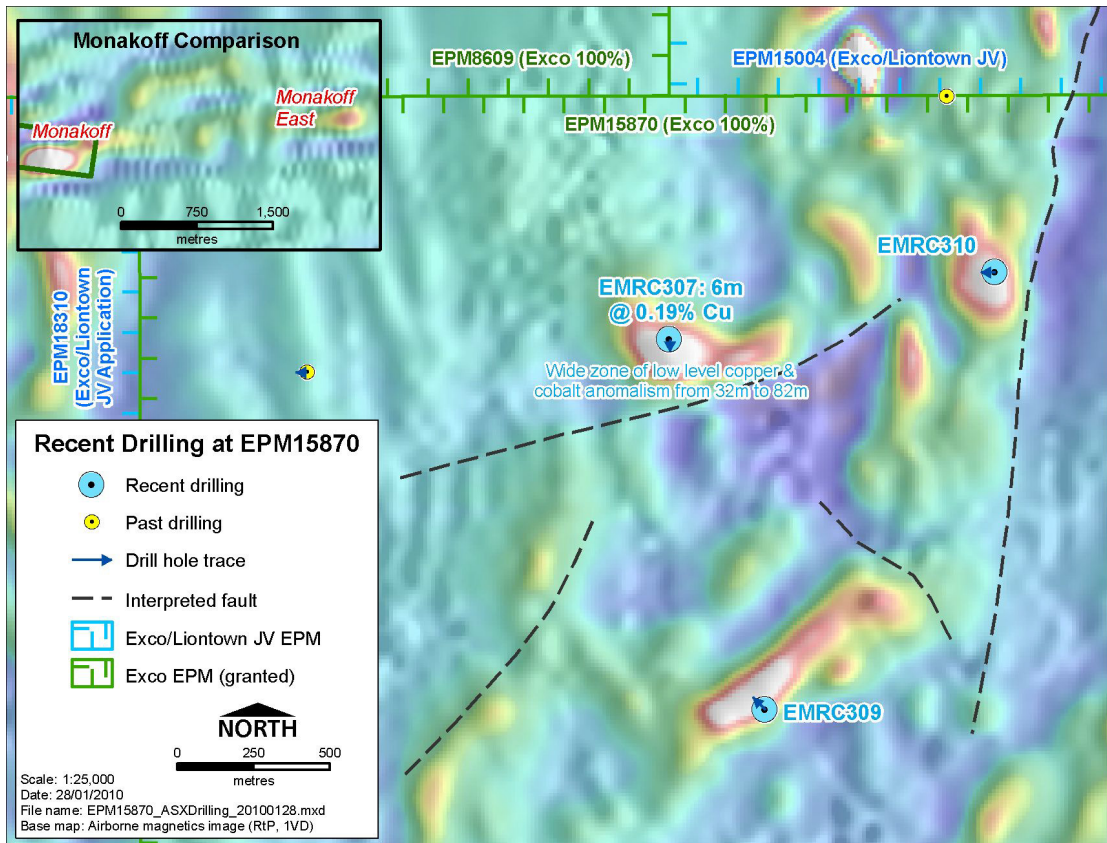 Monakoff Comparison
Monakoff
East
Monakoff
0 750 1,500
metres
EPM8609 (Exco 100%)
EPM15004 (Exco/Liontown JV)
EPM15870 (Exco 100%)
EMRC310
EMRC307: 6m
@ 0.19% Cu
Wide zone of low level copper &
cobalt anomalism from 32m to 82m
EPM18310
(Exco/Liontown
JV Application)
EMRC309
Recent Drilling at EPM15870
Recent drilling
Past drilling
Drill hole trace
Interpreted fault
Exco/Liontown JV EPM
Exco EPM (granted)
NORTH
0 250 500
metres
Scale: 1:25,000
Date: 28/01/2010
File name: EPM15870_ASXDrilling_20100128.mxd
Base map: Airborne magnetics image (RtP, 1VD)